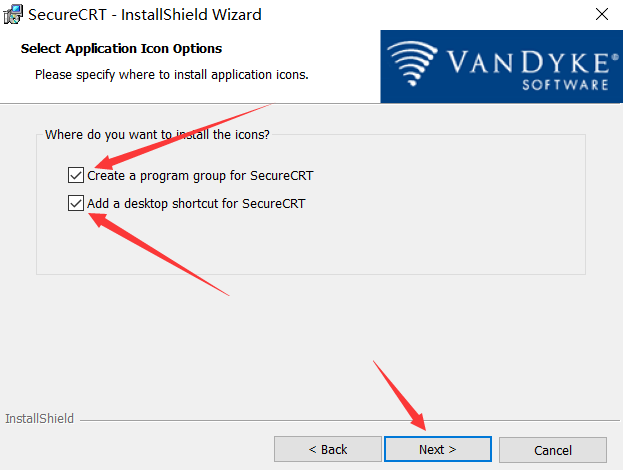 SecureCRT - InstallShield Wizard
Select Application Icon Options
Please specify where to install application icons.
VANDYKE®
SOFTWARE
Where do you want to install the icons?
Create a program group for SecureCRT
Add a desktop shortcut for SecureCRT
InstallShield
< Back
Next >
Cancel